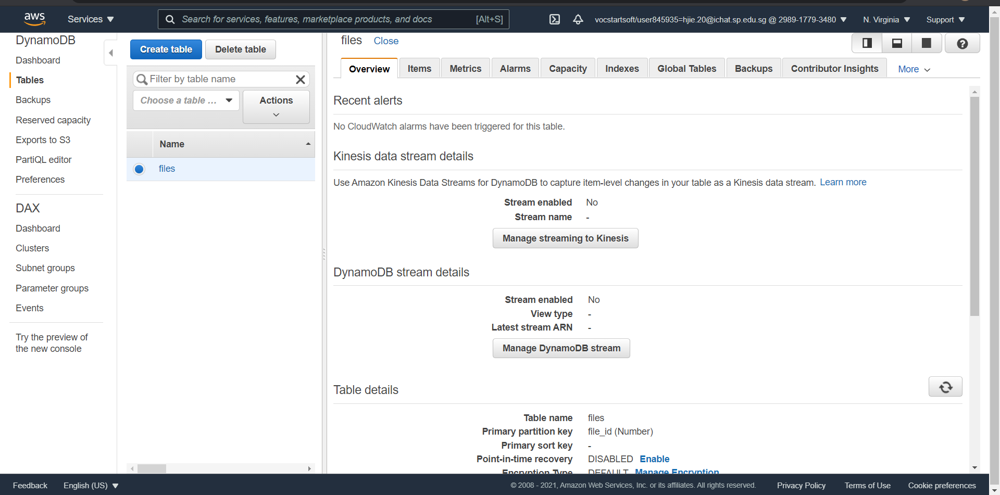 aws
Services
Search for services, features, marketplace products, and docs [Alt+S]
vocstartsoft/user845935=hjie.20@ichat.sp.edu.sg @ 2989-1779-3480
N. Virginia
Support
DynamoDB
Dashboard
Tables
Backups
Reserved capacity
Exports to S3
PartiQL editor
Preferences
DAX
Dashboard
Clusters
Subnet groups
Parameter groups
Events
Try the preview of
the new console
Create table
Delete table
Filter by table name
Choose a table ...
Actions
Name
files
files Close
Overview
Items
Metrics
Alarms
Capacity
Indexes
Global Tables
Backups
Contributor Insights
More
Recent alerts
No CloudWatch alarms have been triggered for this table.
Kinesis data stream details
Use Amazon Kinesis Data Streams for DynamoDB to capture item-level changes in your table as a Kinesis data stream. Learn more
Stream enabled No
Stream name -
Manage streaming to Kinesis
DynamoDB stream details
Stream enabled No
View type -
Latest stream ARN -
Manage DynamoDB stream
Table details
Table name files
Primary partition key file_id (Number)
Primary sort key -
Point-in-time recovery DISABLED Enable
Encryption Type DEFAULT Manage Encryption
Feedback
English (US)
© 2008 - 2021, Amazon Web Services, Inc. or its affiliates. All rights reserved.
Privacy Policy
Terms of Use
Cookie preferences